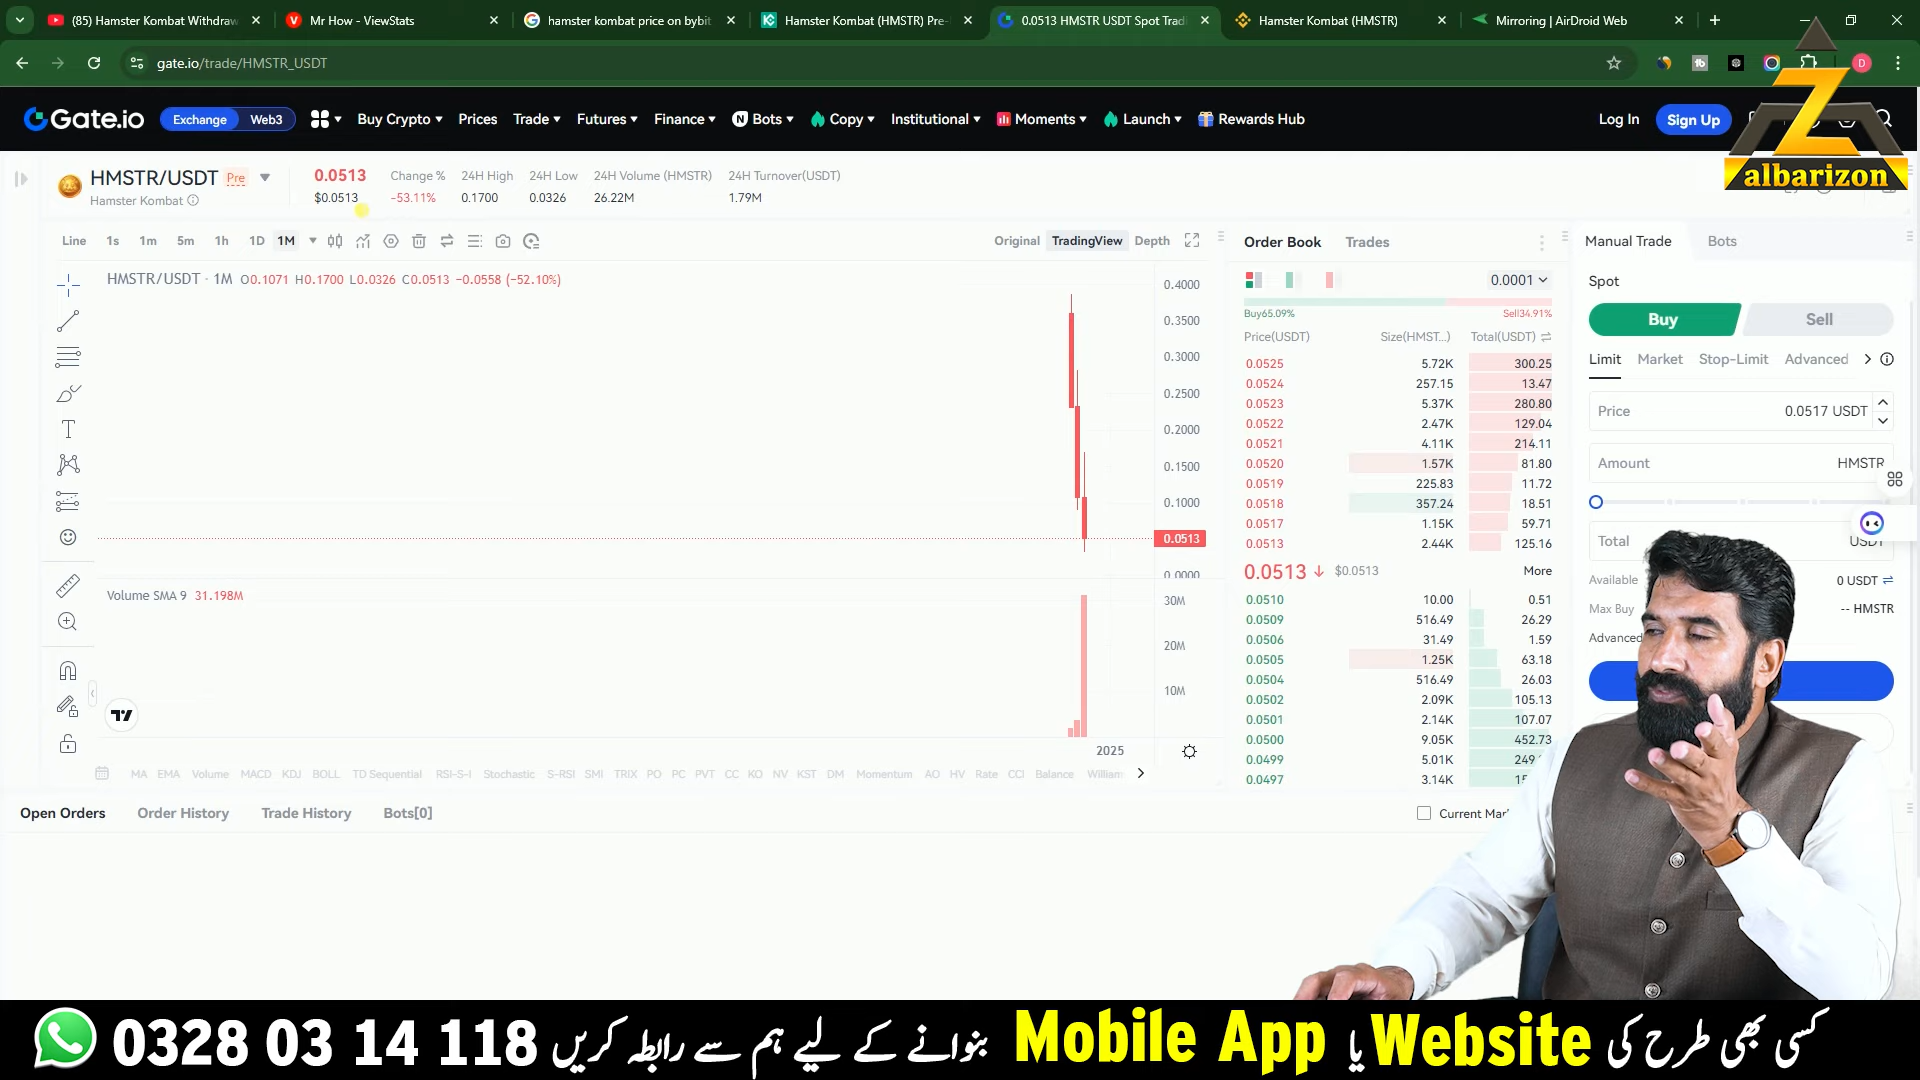 (85) Hamster Kombat Withdraw
Mr How - ViewStats
hamster kombat price on bybit
Hamster Kombat (HMSTR) Pre-
0.0513 HMSTR USDT Spot Tradi
Hamster Kombat (HMSTR)
Mirroring | AirDroid Web
gate.io/trade/HMSTR_USDT
D
Gate.io
Exchange Web3
Buy Crypto Prices Trade Futures Finance Bots Copy Institutional Moments Launch Rewards Hub
Log In Sign Up
albarizon
HMSTR/USDT Pre
Hamster Kombat
0.0513
$0.0513
Change %
-53.11%
24H High
0.1700
24H Low
0.0326
24H Volume (HMSTR)
26.22M
24H Turnover(USDT)
1.79M
Line 1s 1m 5m 1h 1D 1M
Original TradingView Depth
HMSTR/USDT · 1M O0.1071 H0.1700 L0.0326 C0.0513 −0.0558 (−52.10%)
0.4000
0.3500
0.3000
0.2500
0.2000
0.1500
0.1000
0.0513
0.0000
Volume SMA 9 31.198M
30M
20M
10M
2025
MA EMA Volume MACD KDJ BOLL TD Sequential RSI-S-I Stochastic S-RSI SMI TRIX PO PC PVT CC KO NV KST DM Momentum AO HV Rate CCI Balance William
Order Book Trades
0.0001
Buy65.09% Sell34.91%
Price(USDT) Size(HMST...) Total(USDT)
0.0525 5.72K 300.25
0.0524 257.15 13.47
0.0523 5.37K 280.80
0.0522 2.47K 129.04
0.0521 4.11K 214.11
0.0520 1.57K 81.80
0.0519 225.83 11.72
0.0518 357.24 18.51
0.0517 1.15K 59.71
0.0513 2.44K 125.16
0.0513 ↓ $0.0513 More
0.0510 10.00 0.51
0.0509 516.49 26.29
0.0506 31.49 1.59
0.0505 1.25K 63.18
0.0504 516.49 26.03
0.0502 2.09K 105.13
0.0501 2.14K 107.07
0.0500 9.05K 452.73
0.0499 5.01K
0.0497 3.14K
Manual Trade Bots
Spot
Buy Sell
Limit Market Stop-Limit Advanced
Price 0.0517 USDT
Amount HMSTR
Total USDT
Available 0 USDT
Max Buy -- HMSTR
Advanced
Open Orders Order History Trade History Bots[0]
Current Mar
کسی بھی طرح کی Website یا Mobile App بنوانے کے لیے ہم سے رابطہ کریں 0328 03 14 118